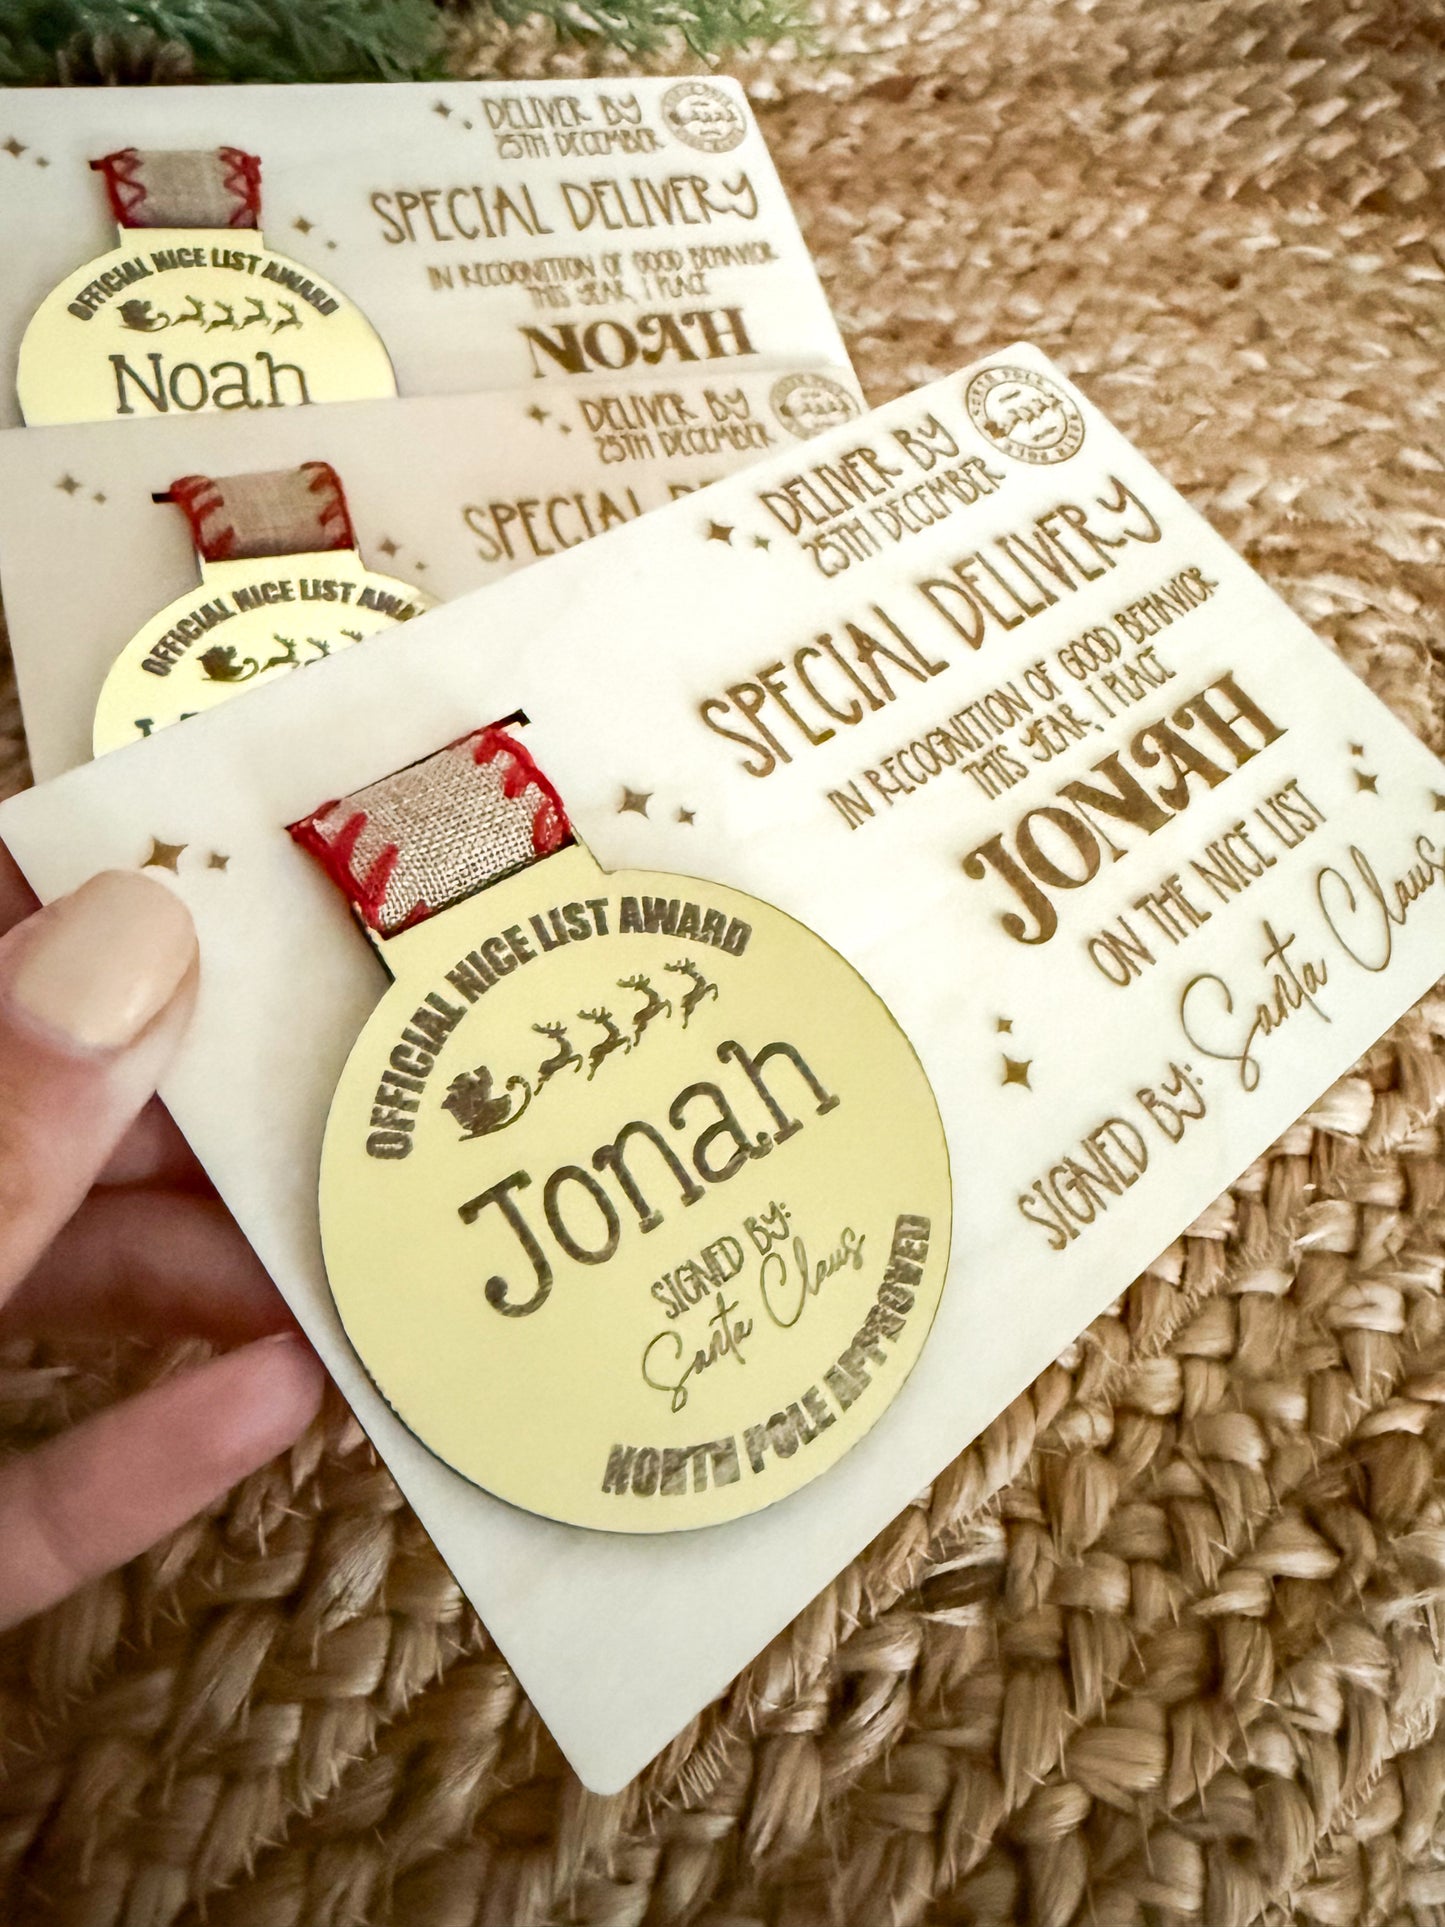 DELIVER BY
25TH DECEMBER
SPECIAL DELIVERY
IN RECOGNITION OF GOOD BEHAVIOR
THIS YEAR, I PLACE
NOAH
OFFICIAL NICE LIST AWARD
Noah
DELIVER BY
25TH DECEMBER
SPECIAL
OFFICIAL NICE LIST
DELIVER BY
25TH DECEMBER
NORTH POLE
SPECIAL DELIVERY
IN RECOGNITION OF GOOD BEHAVIOR
THIS YEAR, I PLACE
JONAH
ON THE NICE LIST
SIGNED BY: Santa Claus
OFFICIAL NICE LIST AWARD
Jonah
SIGNED BY:
Santa Claus
NORTH POLE APPROVED